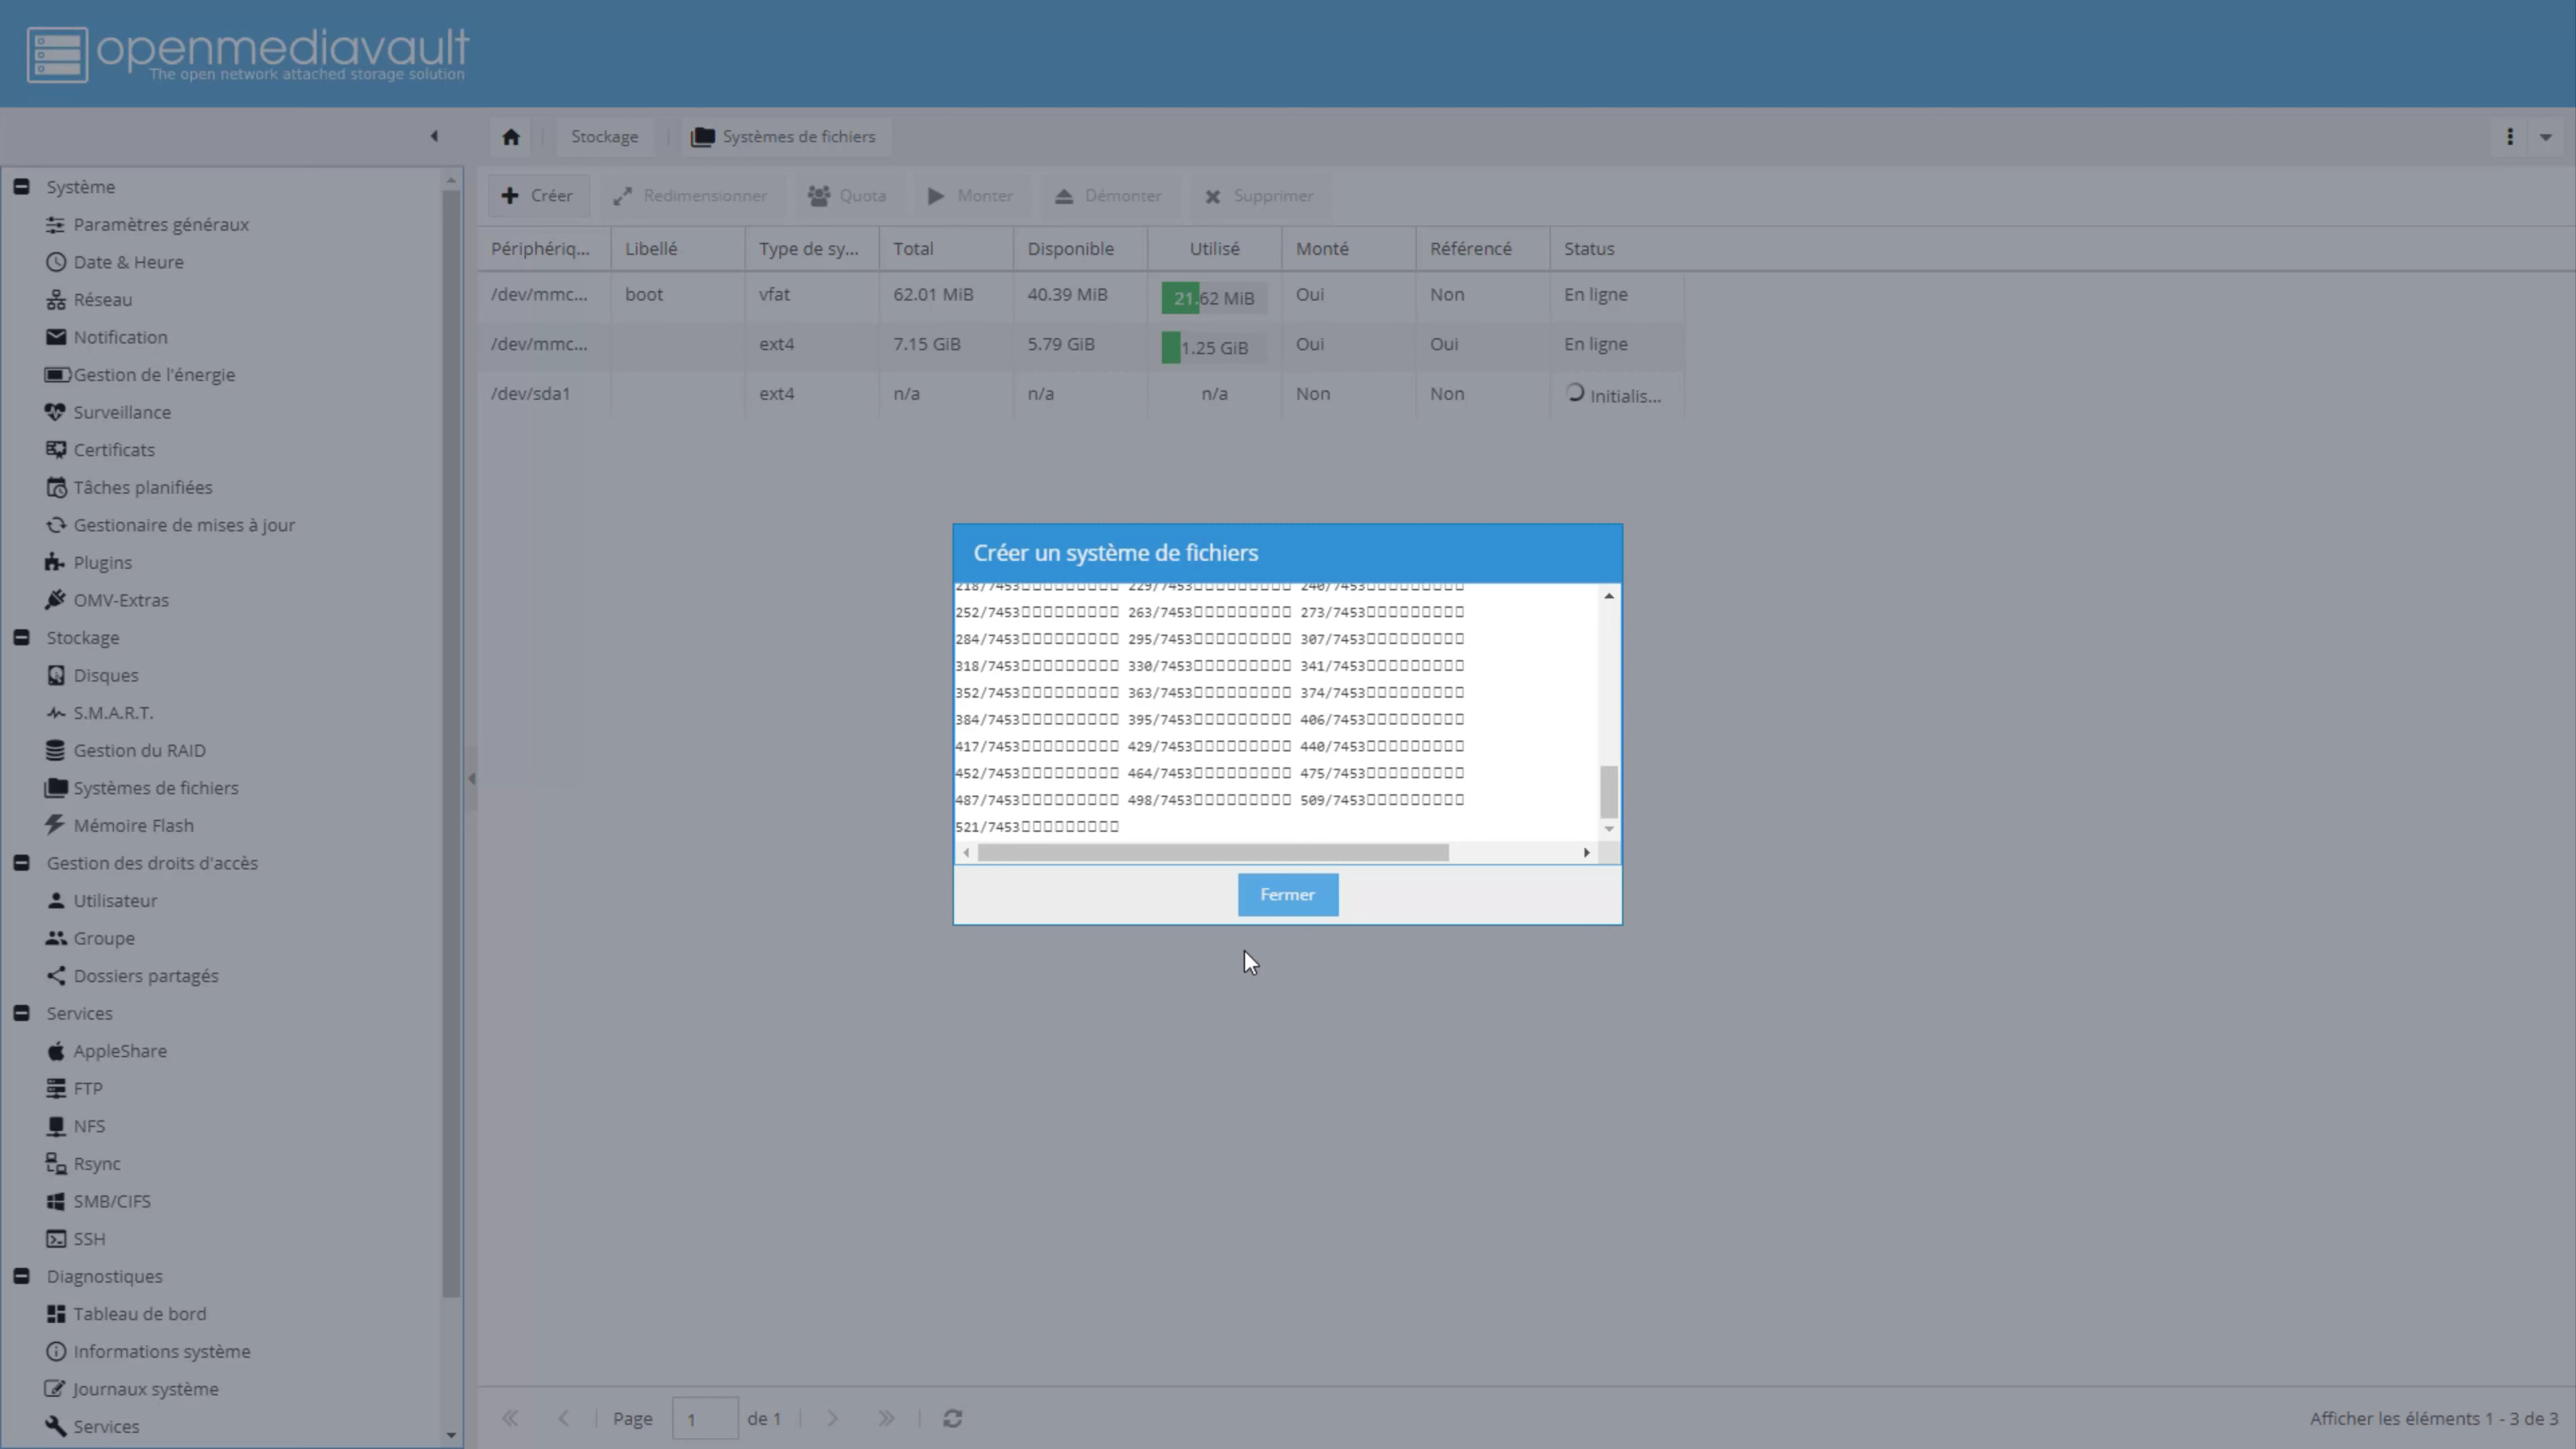 openmediavault
The open network attached storage solution
Stockage
Systèmes de fichiers
Système
Paramètres généraux
Date & Heure
Réseau
Notification
Gestion de l'énergie
Surveillance
Certificats
Tâches planifiées
Gestionaire de mises à jour
Plugins
OMV-Extras
Stockage
Disques
S.M.A.R.T.
Gestion du RAID
Systèmes de fichiers
Mémoire Flash
Gestion des droits d'accès
Utilisateur
Groupe
Dossiers partagés
Services
AppleShare
FTP
NFS
Rsync
SMB/CIFS
SSH
Diagnostiques
Tableau de bord
Informations système
Journaux système
Services
Créer Redimensionner Quota Monter Démonter Supprimer
Périphériq... Libellé Type de sy... Total Disponible Utilisé Monté Référencé Status
/dev/mmc... boot vfat 62.01 MiB 40.39 MiB 21.62 MiB Oui Non En ligne
/dev/mmc... ext4 7.15 GiB 5.79 GiB 1.25 GiB Oui Oui En ligne
/dev/sda1 ext4 n/a n/a n/a Non Non Initialis...
Créer un système de fichiers
218/7453▯▯▯▯▯▯▯▯▯ 229/7453▯▯▯▯▯▯▯▯▯ 240/7453▯▯▯▯▯▯▯▯▯
252/7453▯▯▯▯▯▯▯▯▯ 263/7453▯▯▯▯▯▯▯▯▯ 273/7453▯▯▯▯▯▯▯▯▯
284/7453▯▯▯▯▯▯▯▯▯ 295/7453▯▯▯▯▯▯▯▯▯ 307/7453▯▯▯▯▯▯▯▯▯
318/7453▯▯▯▯▯▯▯▯▯ 330/7453▯▯▯▯▯▯▯▯▯ 341/7453▯▯▯▯▯▯▯▯▯
352/7453▯▯▯▯▯▯▯▯▯ 363/7453▯▯▯▯▯▯▯▯▯ 374/7453▯▯▯▯▯▯▯▯▯
384/7453▯▯▯▯▯▯▯▯▯ 395/7453▯▯▯▯▯▯▯▯▯ 406/7453▯▯▯▯▯▯▯▯▯
417/7453▯▯▯▯▯▯▯▯▯ 429/7453▯▯▯▯▯▯▯▯▯ 440/7453▯▯▯▯▯▯▯▯▯
452/7453▯▯▯▯▯▯▯▯▯ 464/7453▯▯▯▯▯▯▯▯▯ 475/7453▯▯▯▯▯▯▯▯▯
487/7453▯▯▯▯▯▯▯▯▯ 498/7453▯▯▯▯▯▯▯▯▯ 509/7453▯▯▯▯▯▯▯▯▯
521/7453▯▯▯▯▯▯▯▯▯
Fermer
Page 1 de 1
Afficher les éléments 1 - 3 de 3